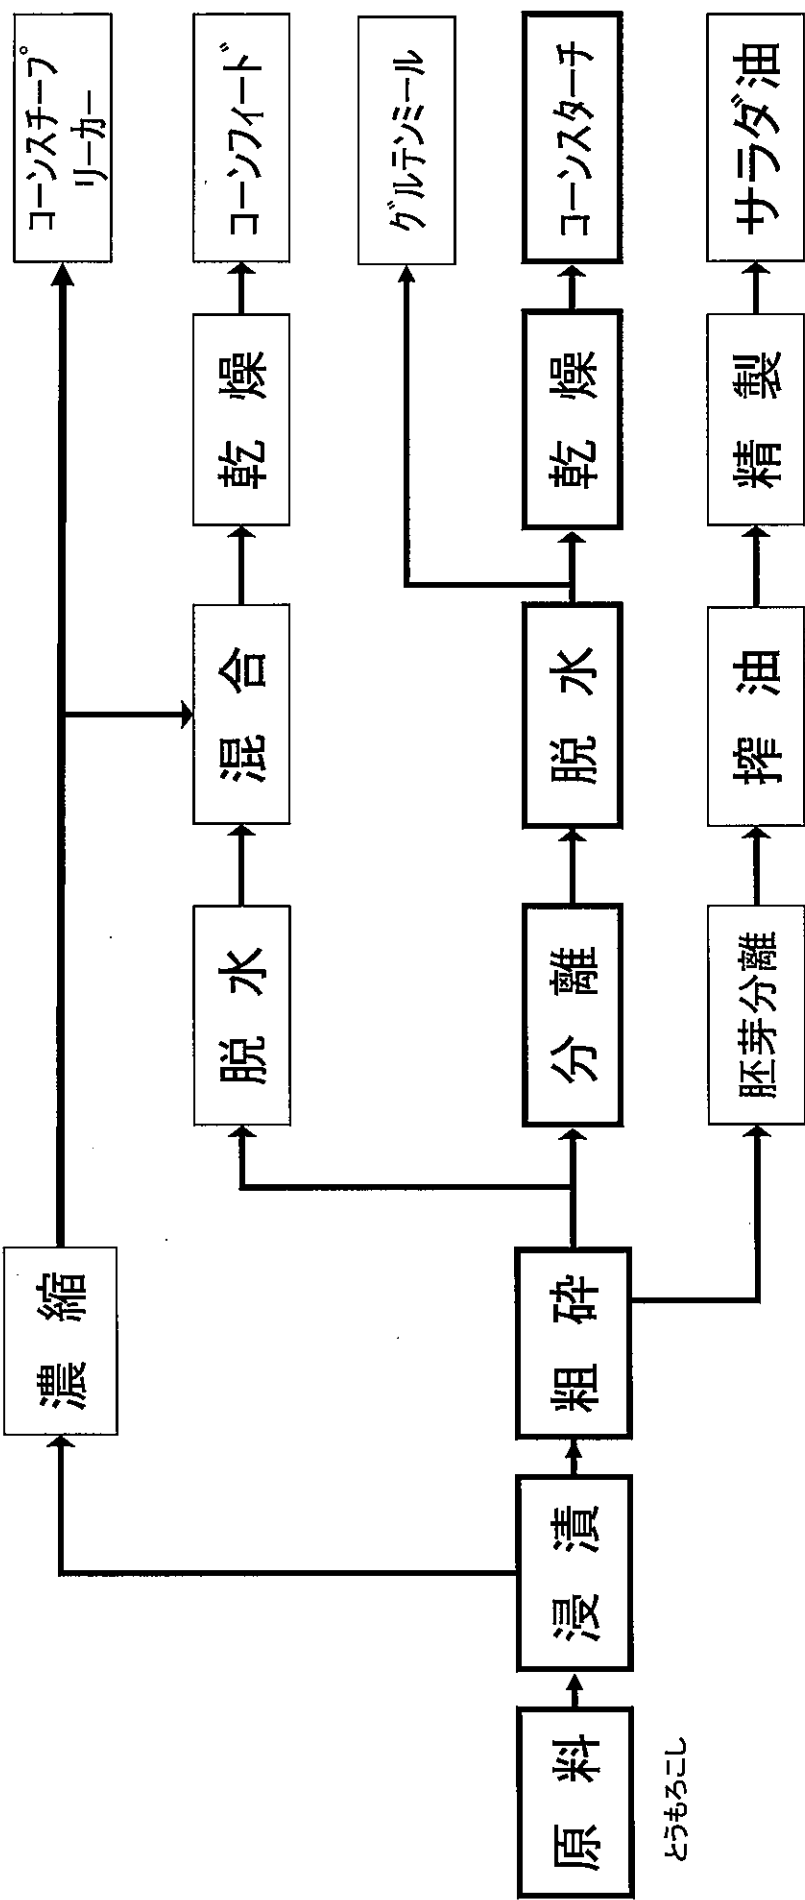 コーンスチープ
リーカー
コーンフィード
グルテンミール
コーンスターチ
サラダ油
乾燥
乾燥
精製
混合
脱水
搾油
脱水
分離
胚芽分離
濃縮
粗砕
浸漬
原料
とうもろこし